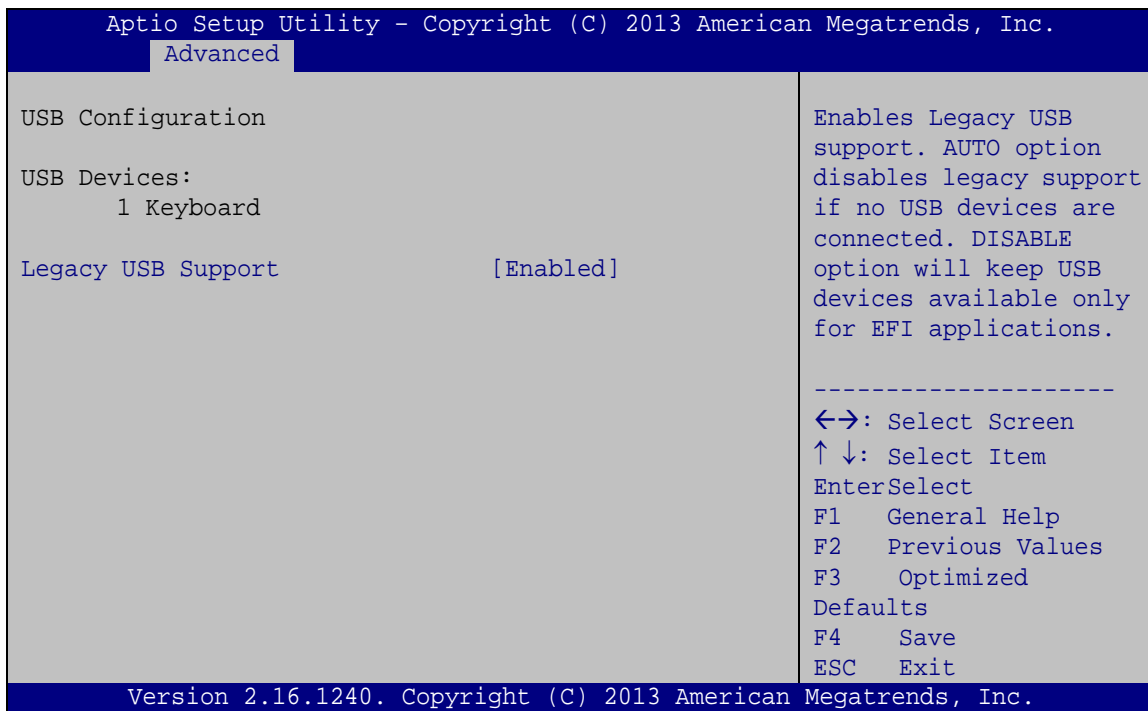 Aptio Setup Utility – Copyright (C) 2013 American Megatrends, Inc.
Advanced
USB Configuration
USB Devices:
1 Keyboard
Legacy USB Support [Enabled]
Enables Legacy USB
support. AUTO option
disables legacy support
if no USB devices are
connected. DISABLE
option will keep USB
devices available only
for EFI applications.
---------------------
←→: Select Screen
↑ ↓: Select Item
EnterSelect
F1 General Help
F2 Previous Values
F3 Optimized
Defaults
F4 Save
ESC Exit
Version 2.16.1240. Copyright (C) 2013 American Megatrends, Inc.